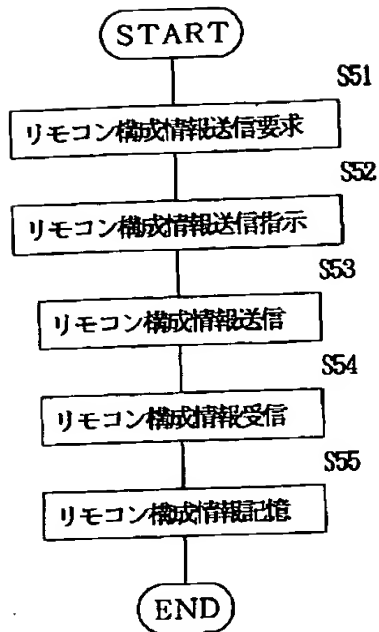 START
S51
リモコン構成情報送信要求
S52
リモコン構成情報送信指示
S53
リモコン構成情報送信
S54
リモコン構成情報受信
S55
リモコン構成情報記憶
END